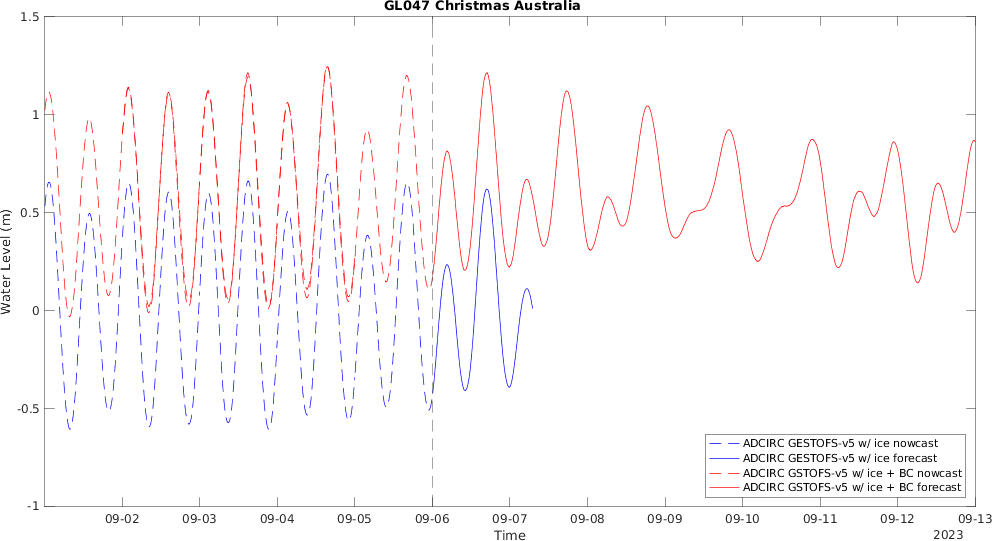 GL047 Christmas Australia
1.5
1
0.5
0
-0.5
-1
Water Level (m)
ADCIRC GESTOFS-v5 w/ ice nowcast
ADCIRC GESTOFS-v5 w/ ice forecast
ADCIRC GSTOFS-v5 w/ ice + BC nowcast
ADCIRC GSTOFS-v5 w/ ice + BC forecast
09-02 09-03 09-04 09-05 09-06 09-07 09-08 09-09 09-10 09-11 09-12 09-13
Time
2023